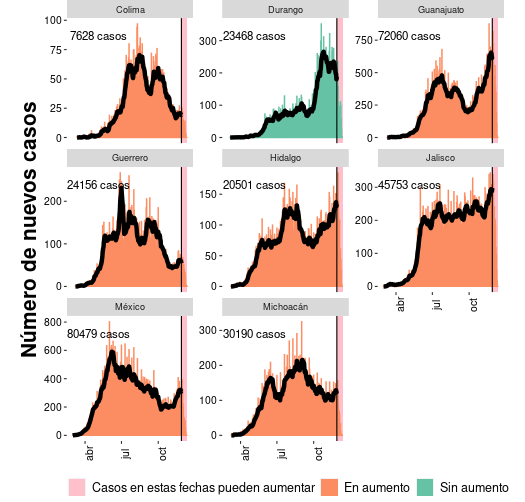 Colima
Durango
Guanajuato
7628 casos
23468 casos
72060 casos
100
75
50
25
0
300
200
100
0
750
500
250
0
Guerrero
Hidalgo
Jalisco
24156 casos
20501 casos
45753 casos
200
100
0
150
100
50
0
300
200
100
0
abr
jul
oct
México
Michoacán
80479 casos
30190 casos
800
600
400
200
0
300
200
100
0
abr
jul
oct
abr
jul
oct
Número de nuevos casos
Casos en estas fechas pueden aumentar
En aumento
Sin aumento